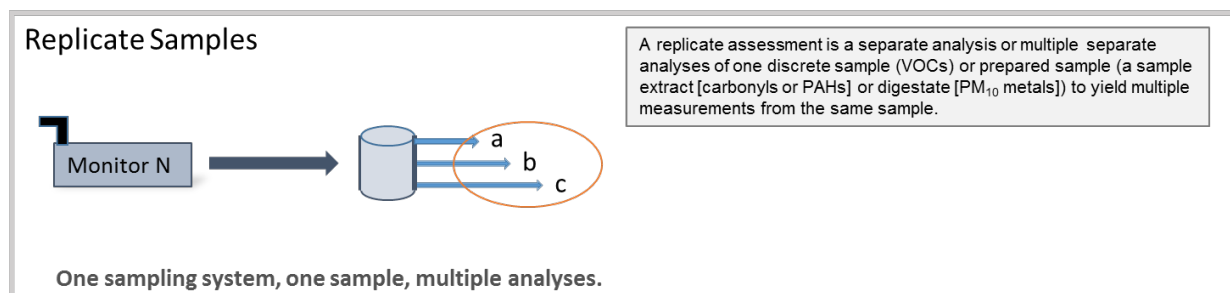 Replicate Samples
A replicate assessment is a separate analysis or multiple separate
analyses of one discrete sample (VOCs) or prepared sample (a sample
extract [carbonyls or PAHs] or digestate [PM₁₀ metals]) to yield multiple
measurements from the same sample.
Monitor N
a
b
c
One sampling system, one sample, multiple analyses.